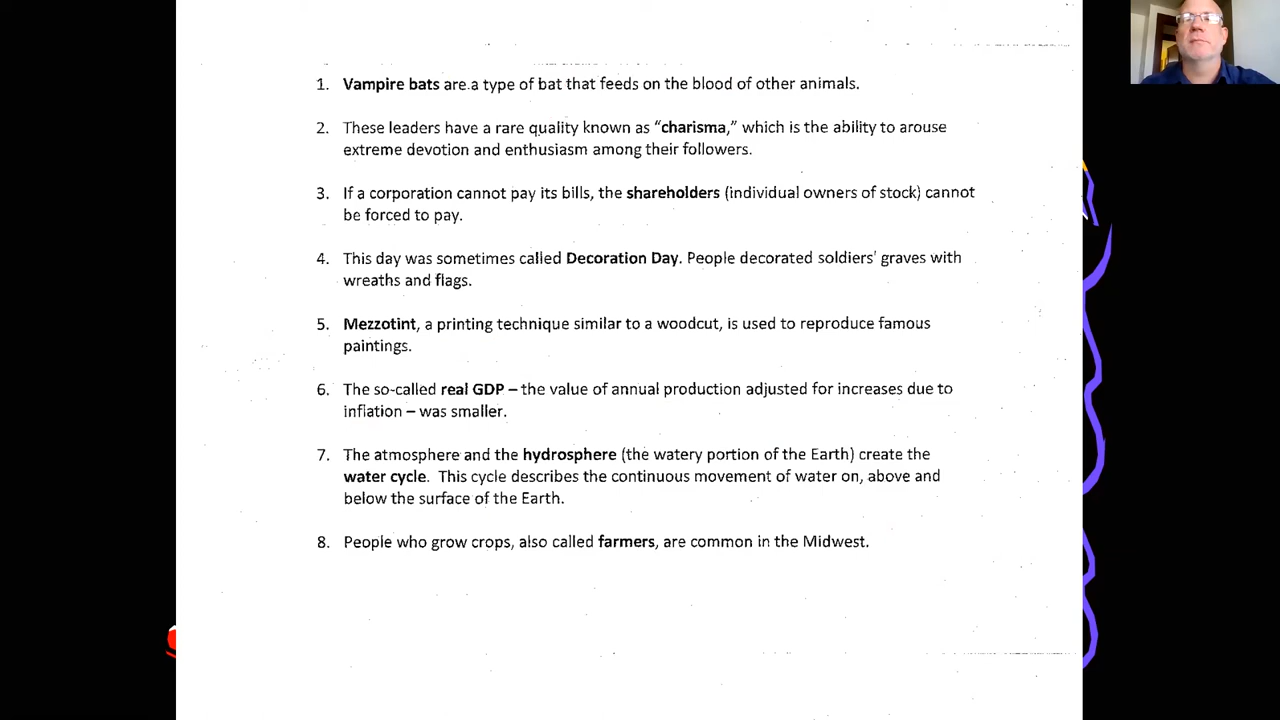 1. Vampire bats are a type of bat that feeds on the blood of other animals.
2. These leaders have a rare quality known as “charisma,” which is the ability to arouse
extreme devotion and enthusiasm among their followers.
3. If a corporation cannot pay its bills, the shareholders (individual owners of stock) cannot
be forced to pay.
4. This day was sometimes called Decoration Day. People decorated soldiers' graves with
wreaths and flags.
5. Mezzotint, a printing technique similar to a woodcut, is used to reproduce famous
paintings.
6. The so-called real GDP – the value of annual production adjusted for increases due to
inflation – was smaller.
7. The atmosphere and the hydrosphere (the watery portion of the Earth) create the
water cycle. This cycle describes the continuous movement of water on, above and
below the surface of the Earth.
8. People who grow crops, also called farmers, are common in the Midwest.